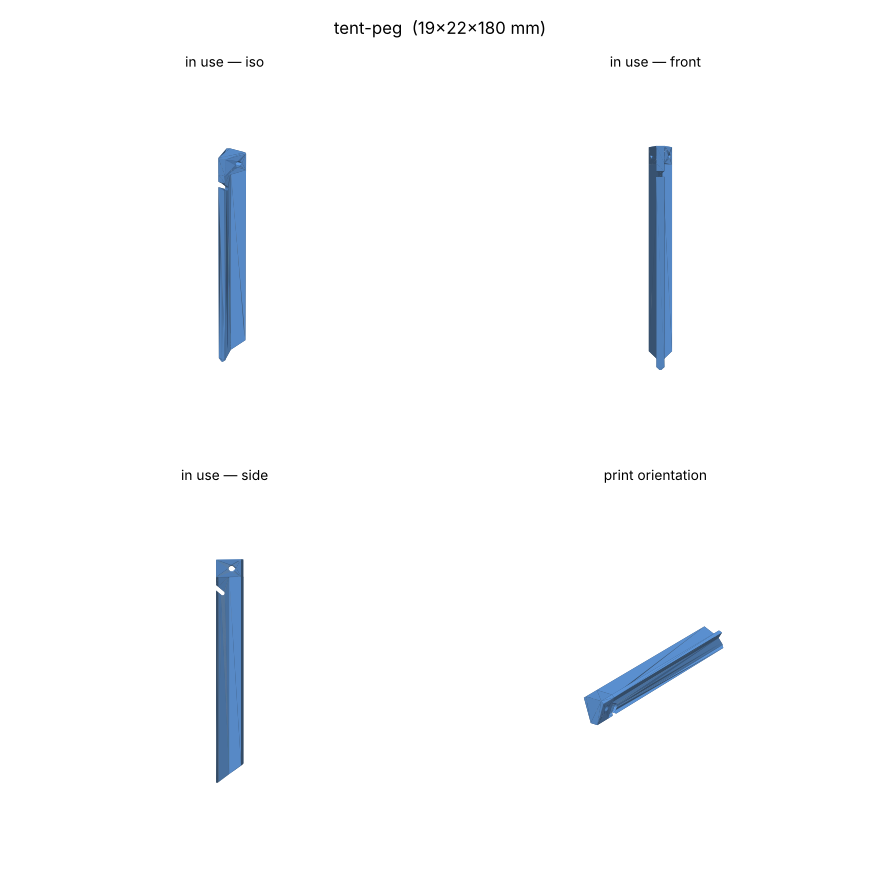 tent-peg (19×22×180 mm)
in use — iso
in use — front
in use — side
print orientation